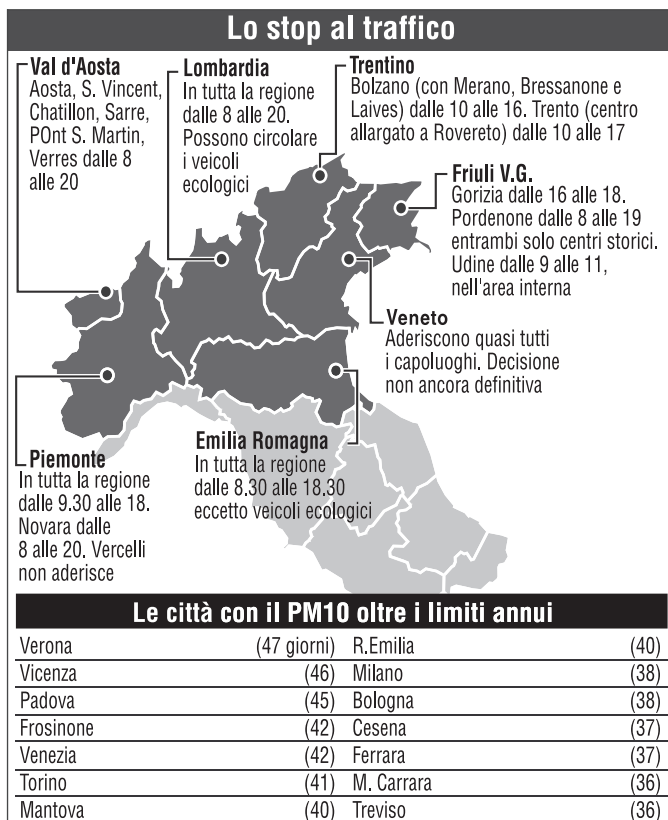 Lo stop al traffico
Val d'Aosta
Aosta, S. Vincent,
Chatillon, Sarre,
POnt S. Martin,
Verres dalle 8
alle 20
Lombardia
In tutta la regione
dalle 8 alle 20.
Possono circolare
i veicoli
ecologici
Trentino
Bolzano (con Merano, Bressanone e
Laives) dalle 10 alle 16. Trento (centro
allargato a Rovereto) dalle 10 alle 17
Friuli V.G.
Gorizia dalle 16 alle 18.
Pordenone dalle 8 alle 19
entrambi solo centri storici.
Udine dalle 9 alle 11,
nell'area interna
Veneto
Aderiscono quasi tutti
i capoluoghi. Decisione
non ancora definitiva
Emilia Romagna
In tutta la regione
dalle 8.30 alle 18.30
eccetto veicoli ecologici
Piemonte
In tutta la regione
dalle 9.30 alle 18.
Novara dalle
8 alle 20. Vercelli
non aderisce
Le città con il PM10 oltre i limiti annui
Verona (47 giorni) R.Emilia (40)
Vicenza (46) Milano (38)
Padova (45) Bologna (38)
Frosinone (42) Cesena (37)
Venezia (42) Ferrara (37)
Torino (41) M. Carrara (36)
Mantova (40) Treviso (36)